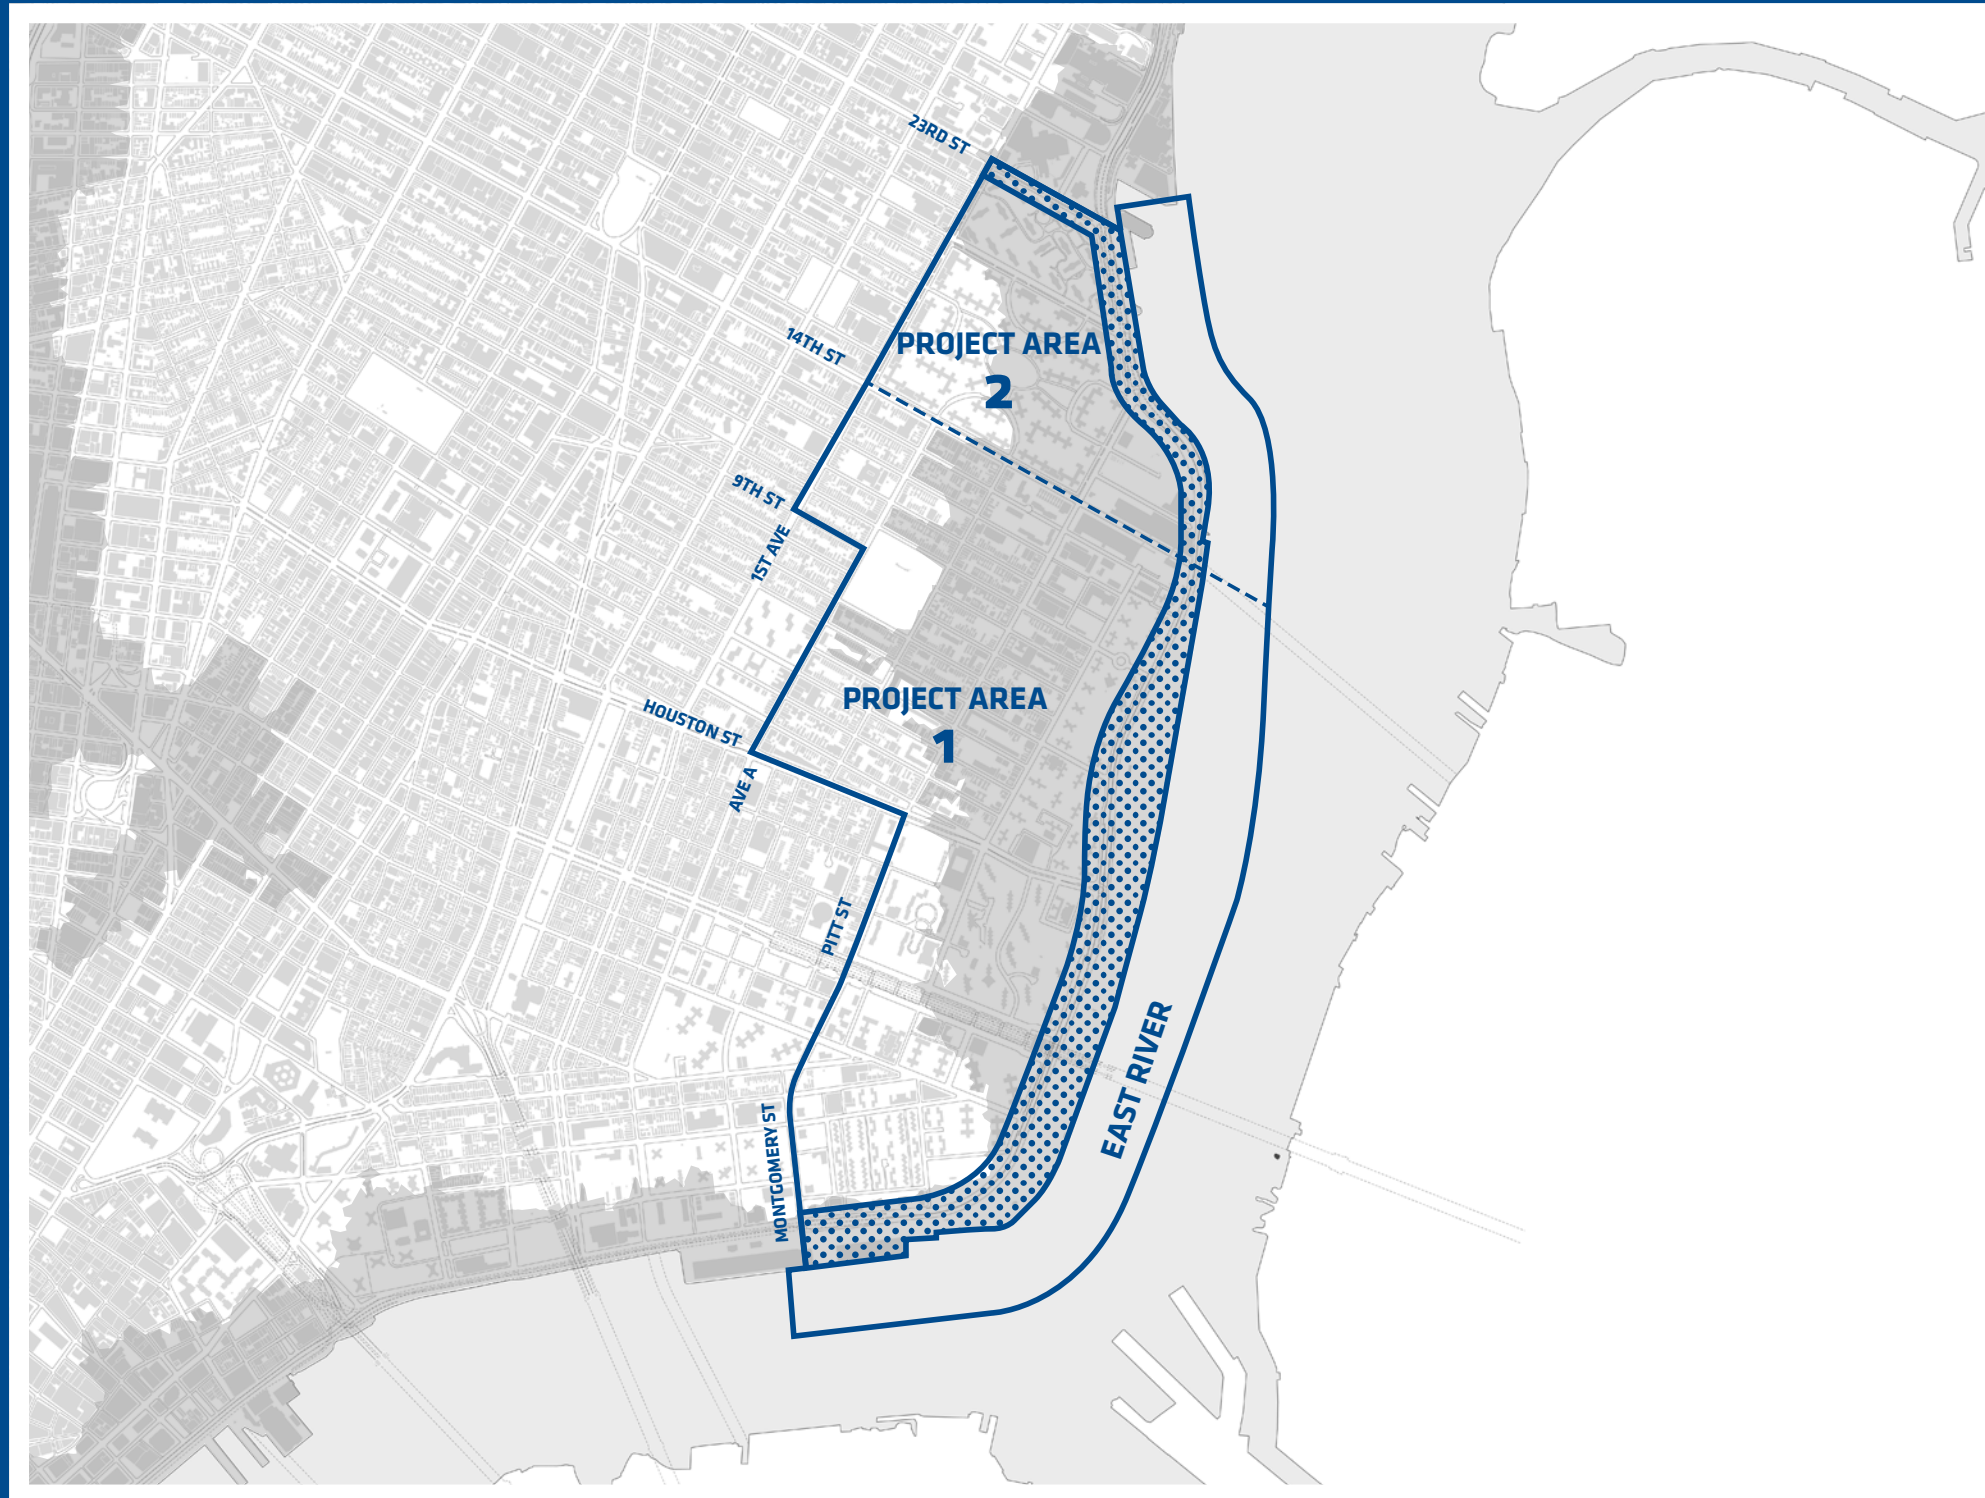 23RD ST
14TH ST
PROJECT AREA
2
9TH ST
1ST AVE
PROJECT AREA
1
HOUSTON ST
AVE A
PITT ST
EAST RIVER
MONTGOMERY ST